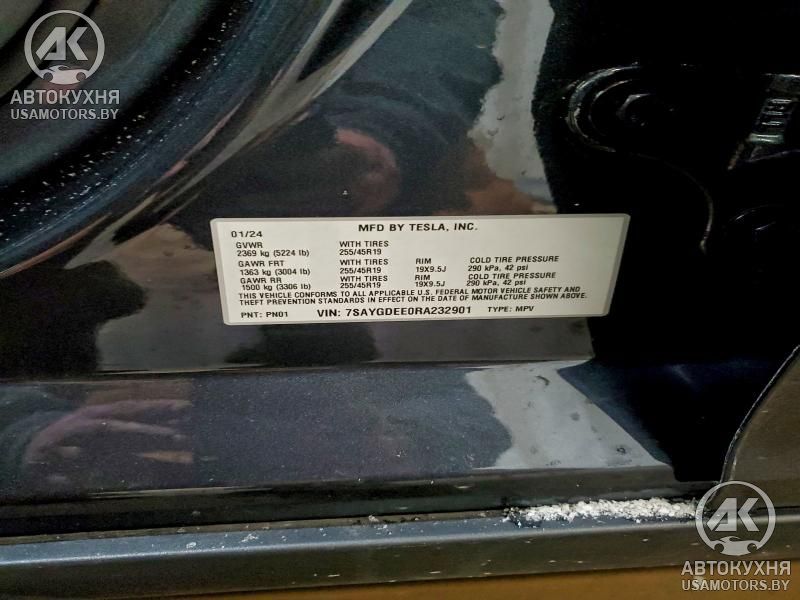 AK
АВТОКУХНЯ
USAMOTORS.BY
MFD BY TESLA, INC.
01/24
GVWR WITH TIRES
2369 kg (5224 lb) 255/45R19
GAWR FRT WITH TIRES RIM COLD TIRE PRESSURE
1363 kg (3004 lb) 255/45R19 19X9.5J 290 kPa, 42 psi
GAWR RR WITH TIRES RIM COLD TIRE PRESSURE
1500 kg (3306 lb) 255/45R19 19X9.5J 290 kPa, 42 psi
THIS VEHICLE CONFORMS TO ALL APPLICABLE U.S. FEDERAL MOTOR VEHICLE SAFETY AND
THEFT PREVENTION STANDARDS IN EFFECT ON THE DATE OF MANUFACTURE SHOWN ABOVE.
PNT: PN01 VIN: 7SAYGDEE0RA232901 TYPE: MPV
AK
АВТОКУХНЯ
USAMOTORS.BY